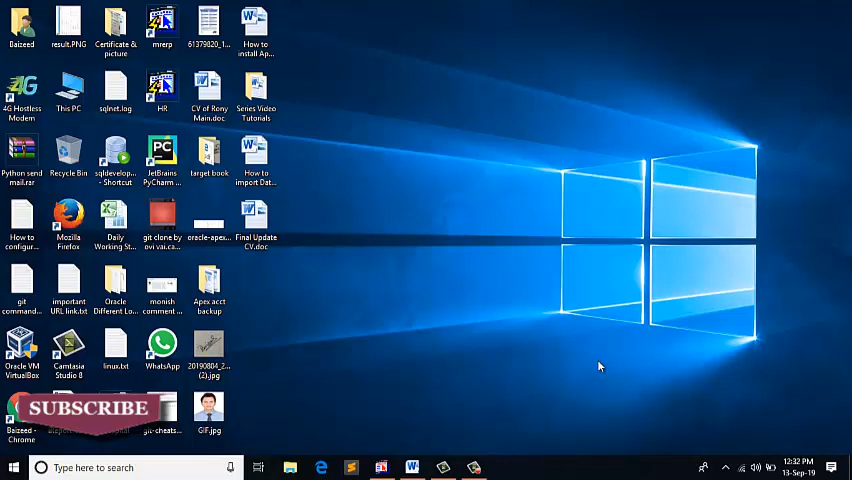 Baizeed
result.PNG
Certificate &
picture
mrerp
61379820_1...
How to
install Ap...
4G
4G Hostless
Modem
This PC
sqlnet.log
HR
CV of Rony
Main.doc
Series Video
Tutorials
Python send
mail.rar
Recycle Bin
sqldevelop...
- Shortcut
PC
JetBrains
PyCharm ...
target book
How to
import Dat...
How to
configur...
Mozilla
Firefox
Daily
Working St...
git clone by
ovi vai.ca...
oracle-apex...
Final Update
CV.doc
git
command...
important
URL link.txt
Oracle
Different Lo...
monish
comment ...
Apex acct
backup
Oracle VM
VirtualBox
Camtasia
Studio 8
linux.txt
WhatsApp
20190804_2...
(2).jpg
SUBSCRIBE
Baizeed -
Chrome
git-cheats...
GIF.jpg
Type here to search
12:32 PM
13-Sep-19